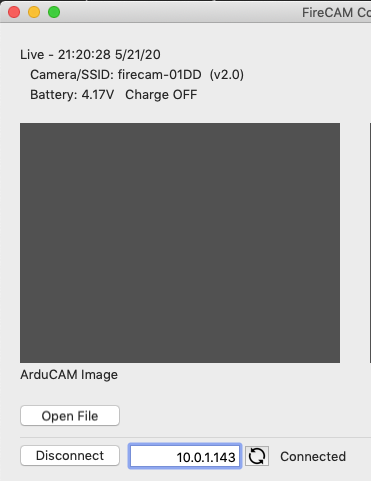 FireCAM Co
Live - 21:20:28 5/21/20
Camera/SSID: firecam-01DD (v2.0)
Battery: 4.17V Charge OFF
ArduCAM Image
Open File
Disconnect 10.0.1.143 Connected